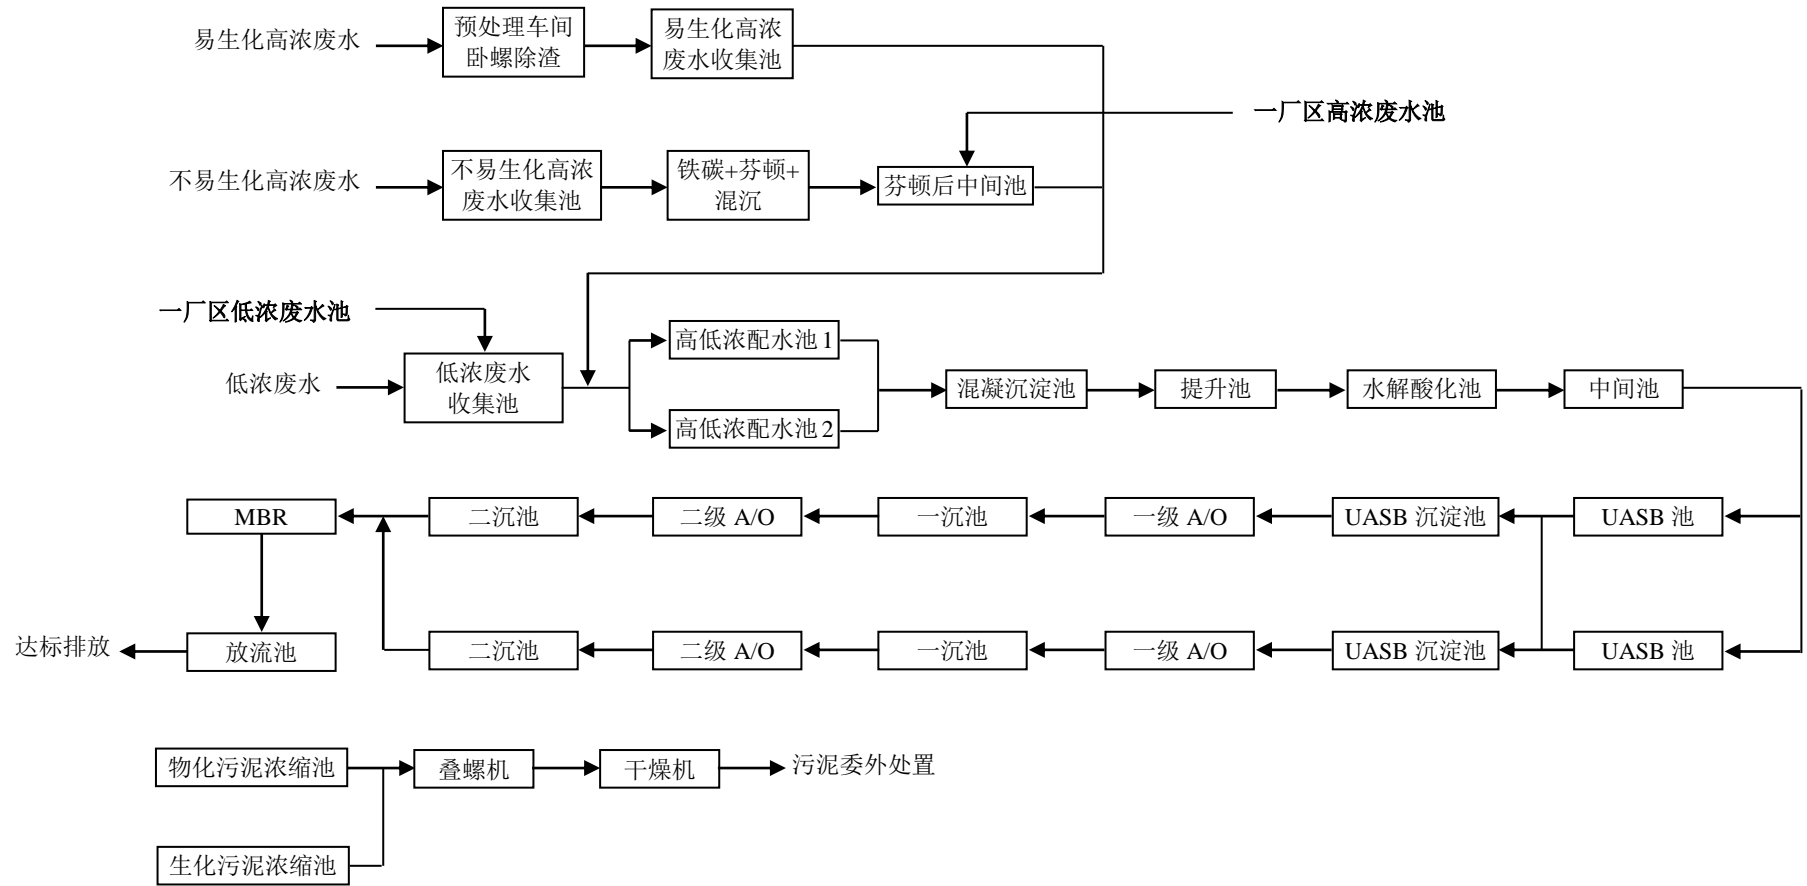 易生化高浓废水
预处理车间
卧螺除渣
易生化高浓
废水收集池
一厂区高浓废水池
不易生化高浓废水
不易生化高浓
废水收集池
铁碳+芬顿+
混沉
芬顿后中间池
一厂区低浓废水池
低浓废水
低浓废水
收集池
高低浓配水池1
高低浓配水池2
混凝沉淀池
提升池
水解酸化池
中间池
MBR
二沉池
二级 A/O
一沉池
一级 A/O
UASB 沉淀池
UASB 池
达标排放
放流池
二沉池
二级 A/O
一沉池
一级 A/O
UASB 沉淀池
UASB 池
物化污泥浓缩池
叠螺机
干燥机
污泥委外处置
生化污泥浓缩池